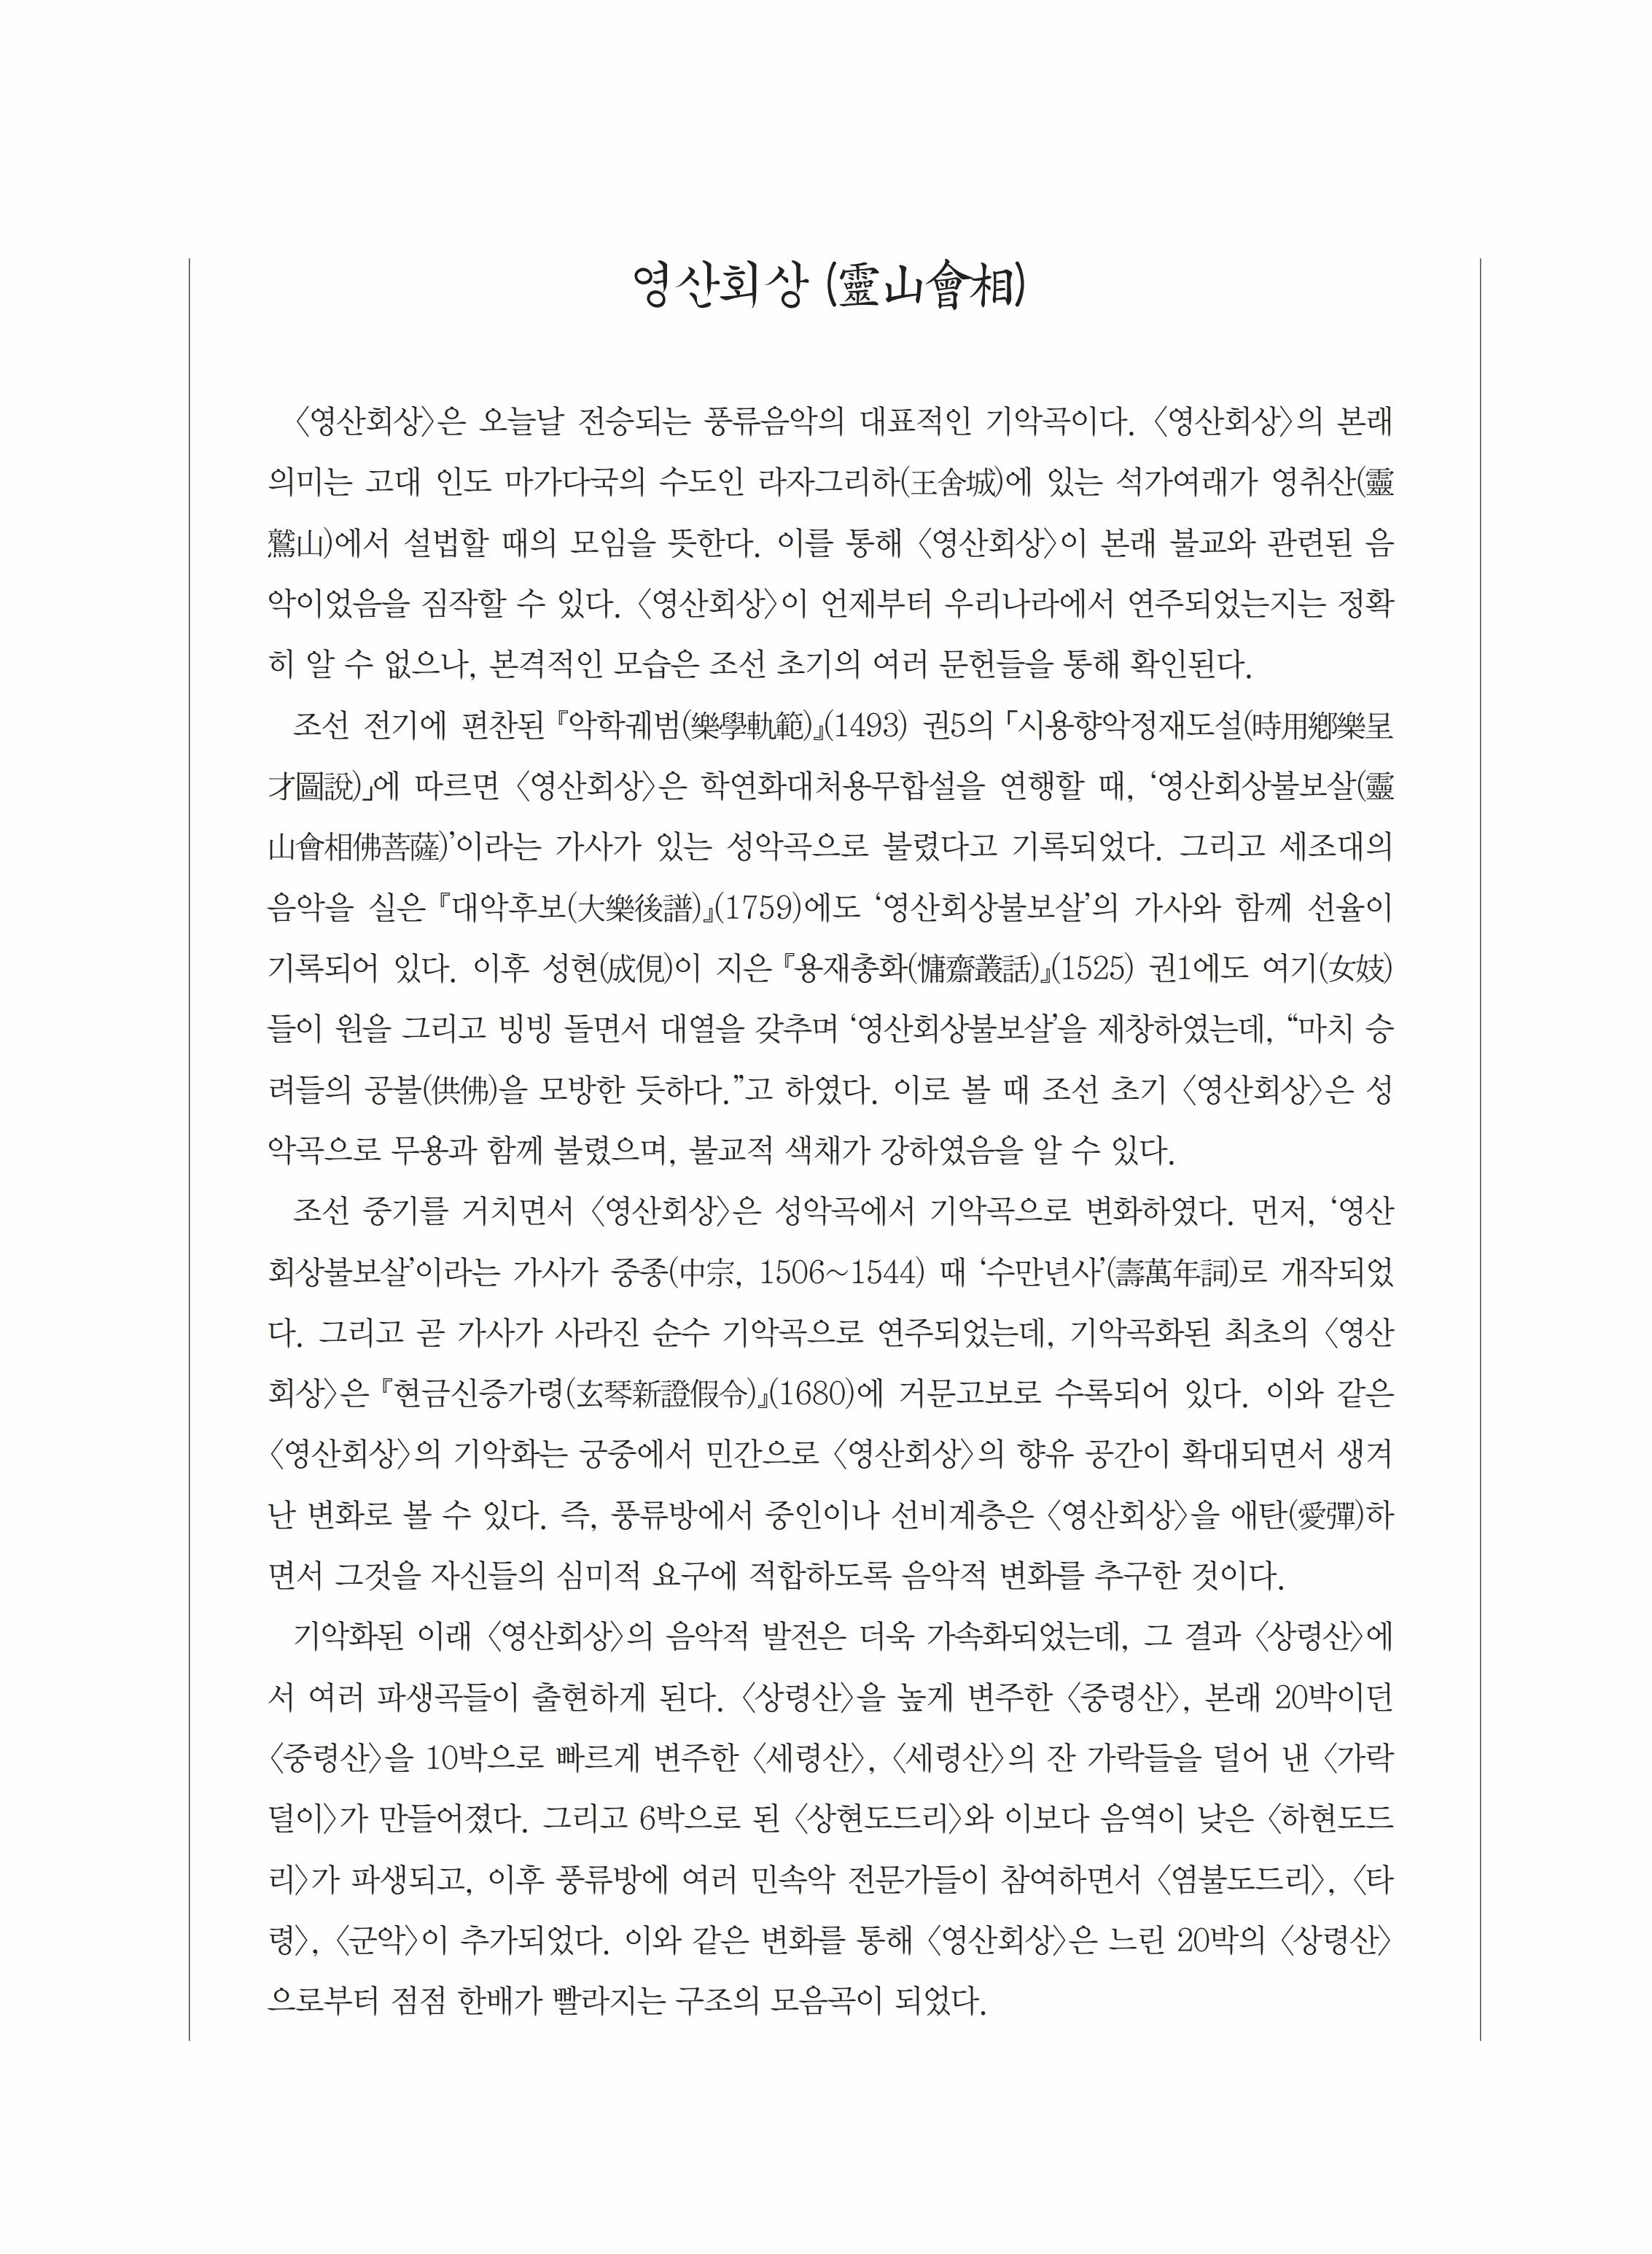 영산회상 (靈山會相)
〈영산회상〉은 오늘날 전승되는 풍류음악의 대표적인 기악곡이다. 〈영산회상〉의 본래
의미는 고대 인도 마가다국의 수도인 라자그리하(王舍城)에 있는 석가여래가 영취산(靈
鷲山)에서 설법할 때의 모임을 뜻한다. 이를 통해 〈영산회상〉이 본래 불교와 관련된 음
악이었음을 짐작할 수 있다. 〈영산회상〉이 언제부터 우리나라에서 연주되었는지는 정확
히 알 수 없으나, 본격적인 모습은 조선 초기의 여러 문헌들을 통해 확인된다.
조선 전기에 편찬된 『악학궤범(樂學軌範)』(1493) 권5의 「시용향악정재도설(時用鄕樂呈
才圖說)」에 따르면 〈영산회상〉은 학연화대처용무합설을 연행할 때, ‘영산회상불보살(靈
山會相佛菩薩)’이라는 가사가 있는 성악곡으로 불렸다고 기록되었다. 그리고 세조대의
음악을 실은 『대악후보(大樂後譜)』(1759)에도 ‘영산회상불보살’의 가사와 함께 선율이
기록되어 있다. 이후 성현(成俔)이 지은 『용재총화(慵齋叢話)』(1525) 권1에도 여기(女妓)
들이 원을 그리고 빙빙 돌면서 대열을 갖추며 ‘영산회상불보살’을 제창하였는데, “마치 승
려들의 공불(供佛)을 모방한 듯하다.”고 하였다. 이로 볼 때 조선 초기 〈영산회상〉은 성
악곡으로 무용과 함께 불렸으며, 불교적 색채가 강하였음을 알 수 있다.
조선 중기를 거치면서 〈영산회상〉은 성악곡에서 기악곡으로 변화하였다. 먼저, ‘영산
회상불보살’이라는 가사가 중종(中宗, 1506~1544) 때 ‘수만년사’(壽萬年詞)로 개작되었
다. 그리고 곧 가사가 사라진 순수 기악곡으로 연주되었는데, 기악곡화된 최초의 〈영산
회상〉은 『현금신증가령(玄琴新證假令)』(1680)에 거문고보로 수록되어 있다. 이와 같은
〈영산회상〉의 기악화는 궁중에서 민간으로 〈영산회상〉의 향유 공간이 확대되면서 생겨
난 변화로 볼 수 있다. 즉, 풍류방에서 중인이나 선비계층은 〈영산회상〉을 애탄(愛彈)하
면서 그것을 자신들의 심미적 요구에 적합하도록 음악적 변화를 추구한 것이다.
기악화된 이래 〈영산회상〉의 음악적 발전은 더욱 가속화되었는데, 그 결과 〈상령산〉에
서 여러 파생곡들이 출현하게 된다. 〈상령산〉을 높게 변주한 〈중령산〉, 본래 20박이던
〈중령산〉을 10박으로 빠르게 변주한 〈세령산〉, 〈세령산〉의 잔 가락들을 덜어 낸 〈가락
덜이〉가 만들어졌다. 그리고 6박으로 된 〈상현도드리〉와 이보다 음역이 낮은 〈하현도드
리〉가 파생되고, 이후 풍류방에 여러 민속악 전문가들이 참여하면서 〈염불도드리〉, 〈타
령〉, 〈군악〉이 추가되었다. 이와 같은 변화를 통해 〈영산회상〉은 느린 20박의 〈상령산〉
으로부터 점점 한배가 빨라지는 구조의 모음곡이 되었다.